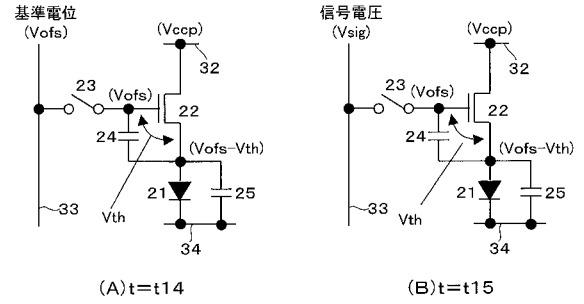 基準電位
(Vofs)
(Vccp)
32
23
(Vofs)
22
24
(Vofs−Vth)
21
25
33
Vth
34
(A)t=t14
信号電圧
(Vsig)
(Vccp)
32
23
(Vofs)
22
24
(Vofs−Vth)
21
25
33
Vth
34
(B)t=t15